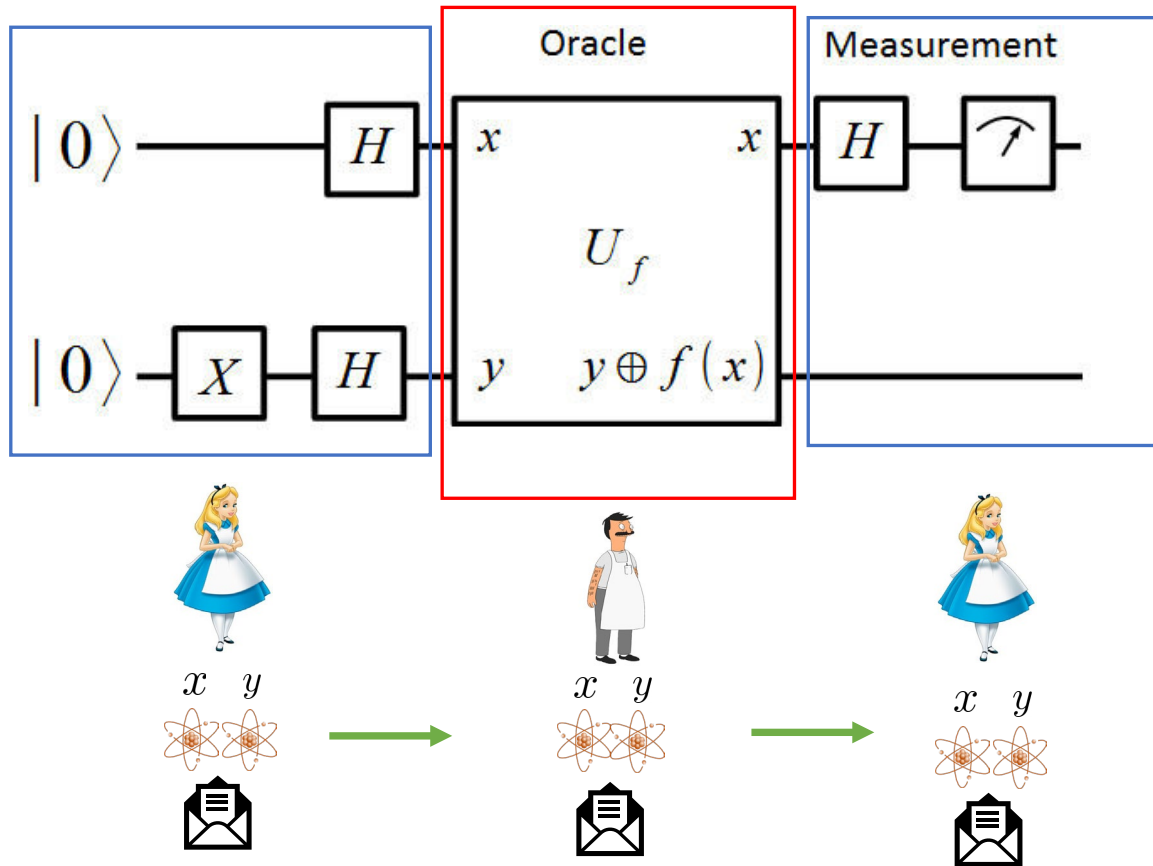 Oracle
Measurement
|0⟩ H x x H
U_f
|0⟩ X H y y ⊕ f(x)
x y x y x y